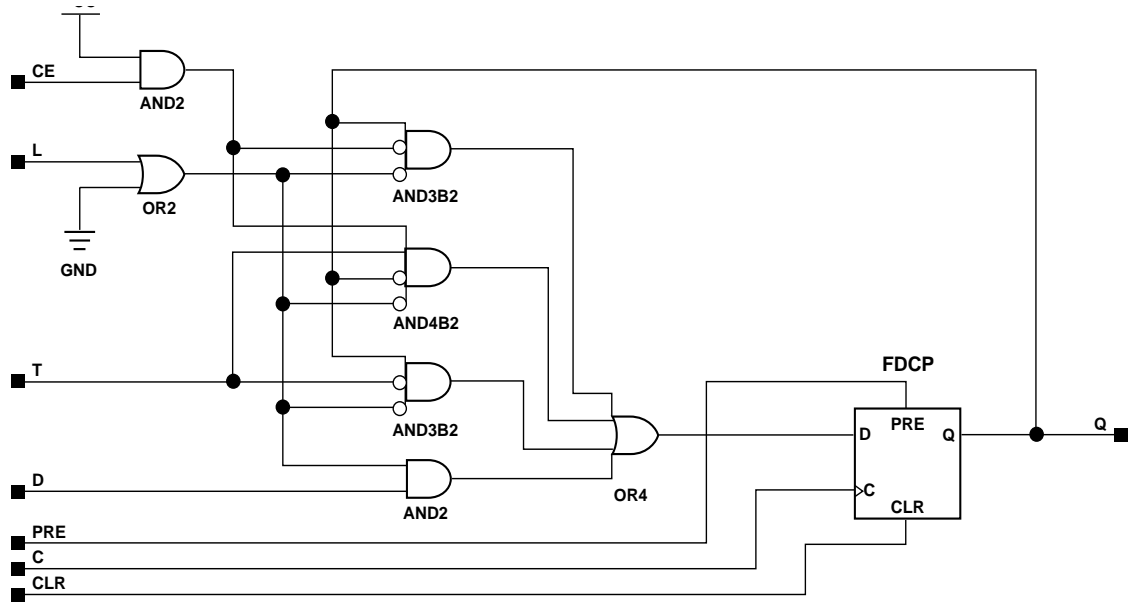 CE
AND2
L
OR2
GND
AND3B2
AND4B2
T
AND3B2
FDCP
D
PRE
Q
Q
C
CLR
OR4
D
AND2
PRE
C
CLR